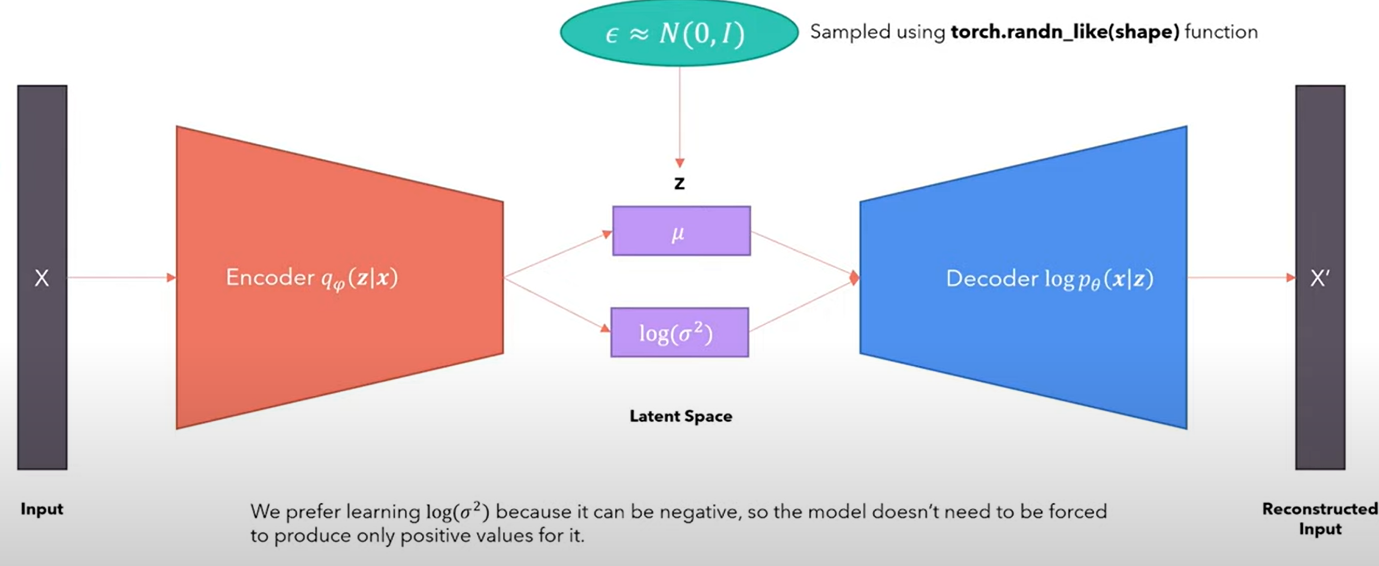 ϵ ≈ N(0, I)
Sampled using torch.randn_like(shape) function
X
Encoder qφ(z|x)
z
μ
log(σ²)
Latent Space
Decoder log pθ(x|z)
X′
Input
We prefer learning log(σ²) because it can be negative, so the model doesn’t need to be forced
to produce only positive values for it.
Reconstructed
Input